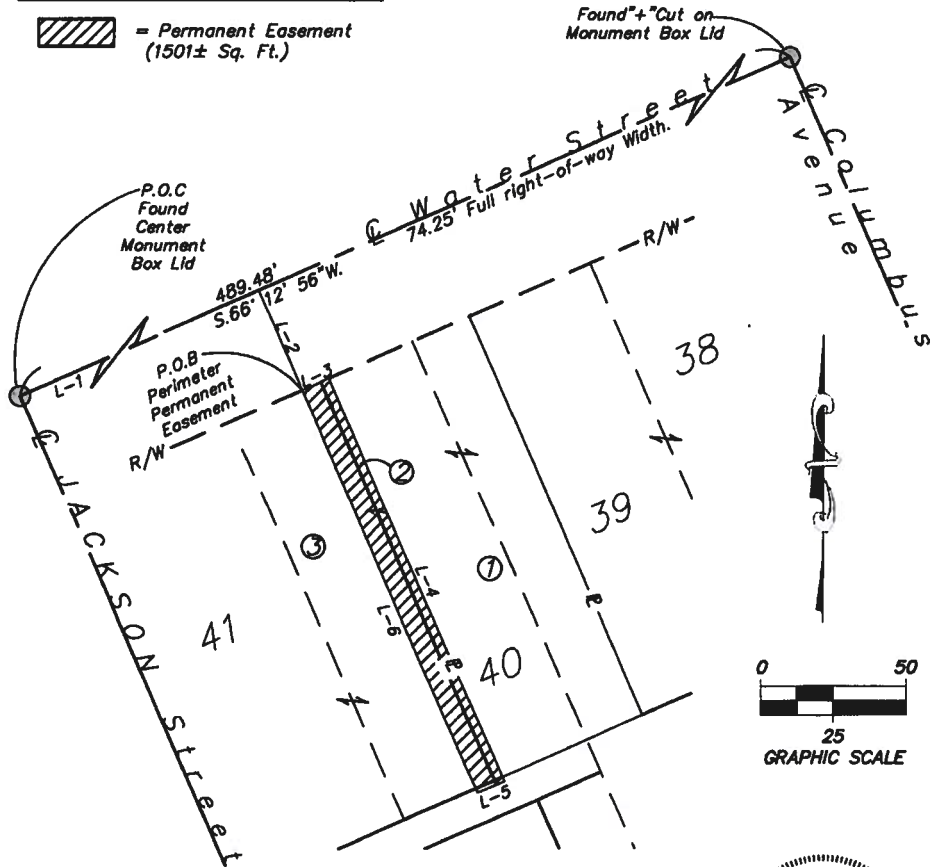 = Permanent Easement
(1501± Sq. Ft.)
Found"+"Cut on
Monument Box Lid
℄ Columbus
Avenue
℄ Water Street
74.25' Full right-of-way Width.
P.O.C
Found
Center
Monument
Box Lid
489.48'
S.66° 12' 56"W.
L-1
L-2
L-3
R/W
P.O.B
Perimeter
Permanent
Easement
R/W
38
39
40
41
①
②
③
L-4
L-6
L-5
℄ JACKSON Street
0 50
25
GRAPHIC SCALE